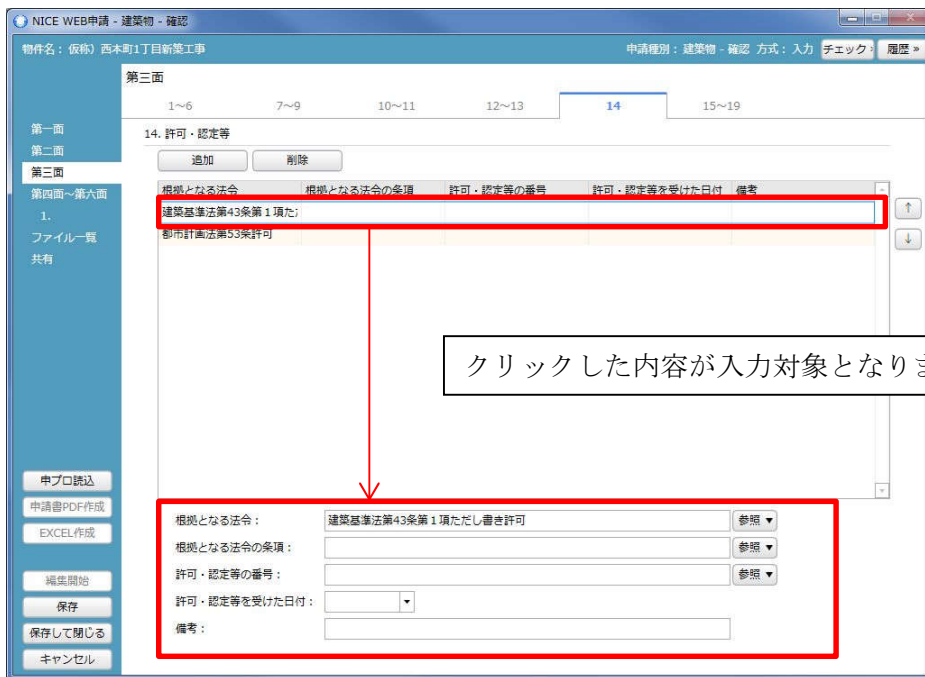 NICE WEB申請 - 建築物 - 確認
物件名：仮称）西本町1丁目新築工事
申請種別：建築物 - 確認 方式：入力
チェック
履歴 »
第三面
1～6
7～9
10～11
12～13
14
15～19
第一面
第二面
第三面
第四面～第六面
1.
ファイル一覧
共有
14. 許可・認定等
追加
削除
根拠となる法令
根拠となる法令の条項
許可・認定等の番号
許可・認定等を受けた日付
備考
建築基準法第43条第１項た
都市計画法第53条許可
↑
↓
クリックした内容が入力対象となりま
申プロ読込
申請書PDF作成
EXCEL作成
編集開始
保存
保存して閉じる
キャンセル
根拠となる法令：
建築基準法第43条第１項ただし書き許可
参照 ▼
根拠となる法令の条項：
参照 ▼
許可・認定等の番号：
参照 ▼
許可・認定等を受けた日付：
備考：